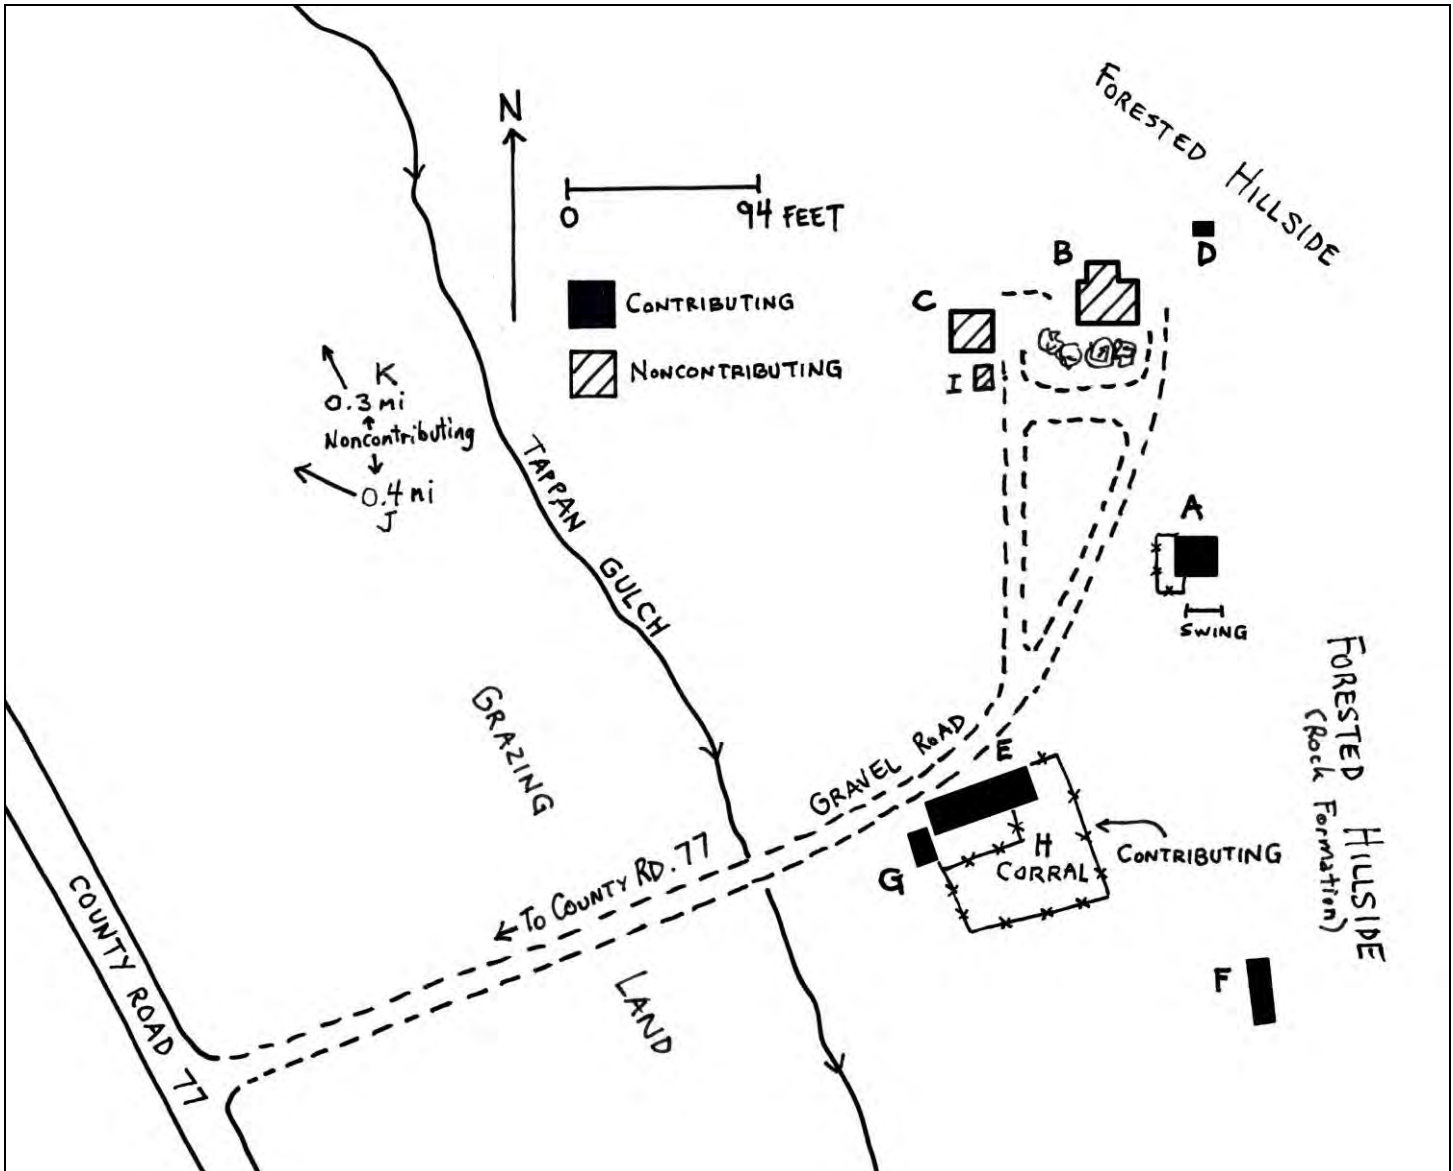 FORESTED HILLSIDE
N
0 94 FEET
D
B
C
CONTRIBUTING
I
NONCONTRIBUTING
K
0.3 mi
Noncontributing
0.4 mi
J
TAPPAN GULCH
A
SWING
FORESTED HILLSIDE
(Rock Formation)
GRAZING
GRAVEL ROAD
E
TO COUNTY RD. 77
H
CORRAL
CONTRIBUTING
G
COUNTY ROAD 77
LAND
F